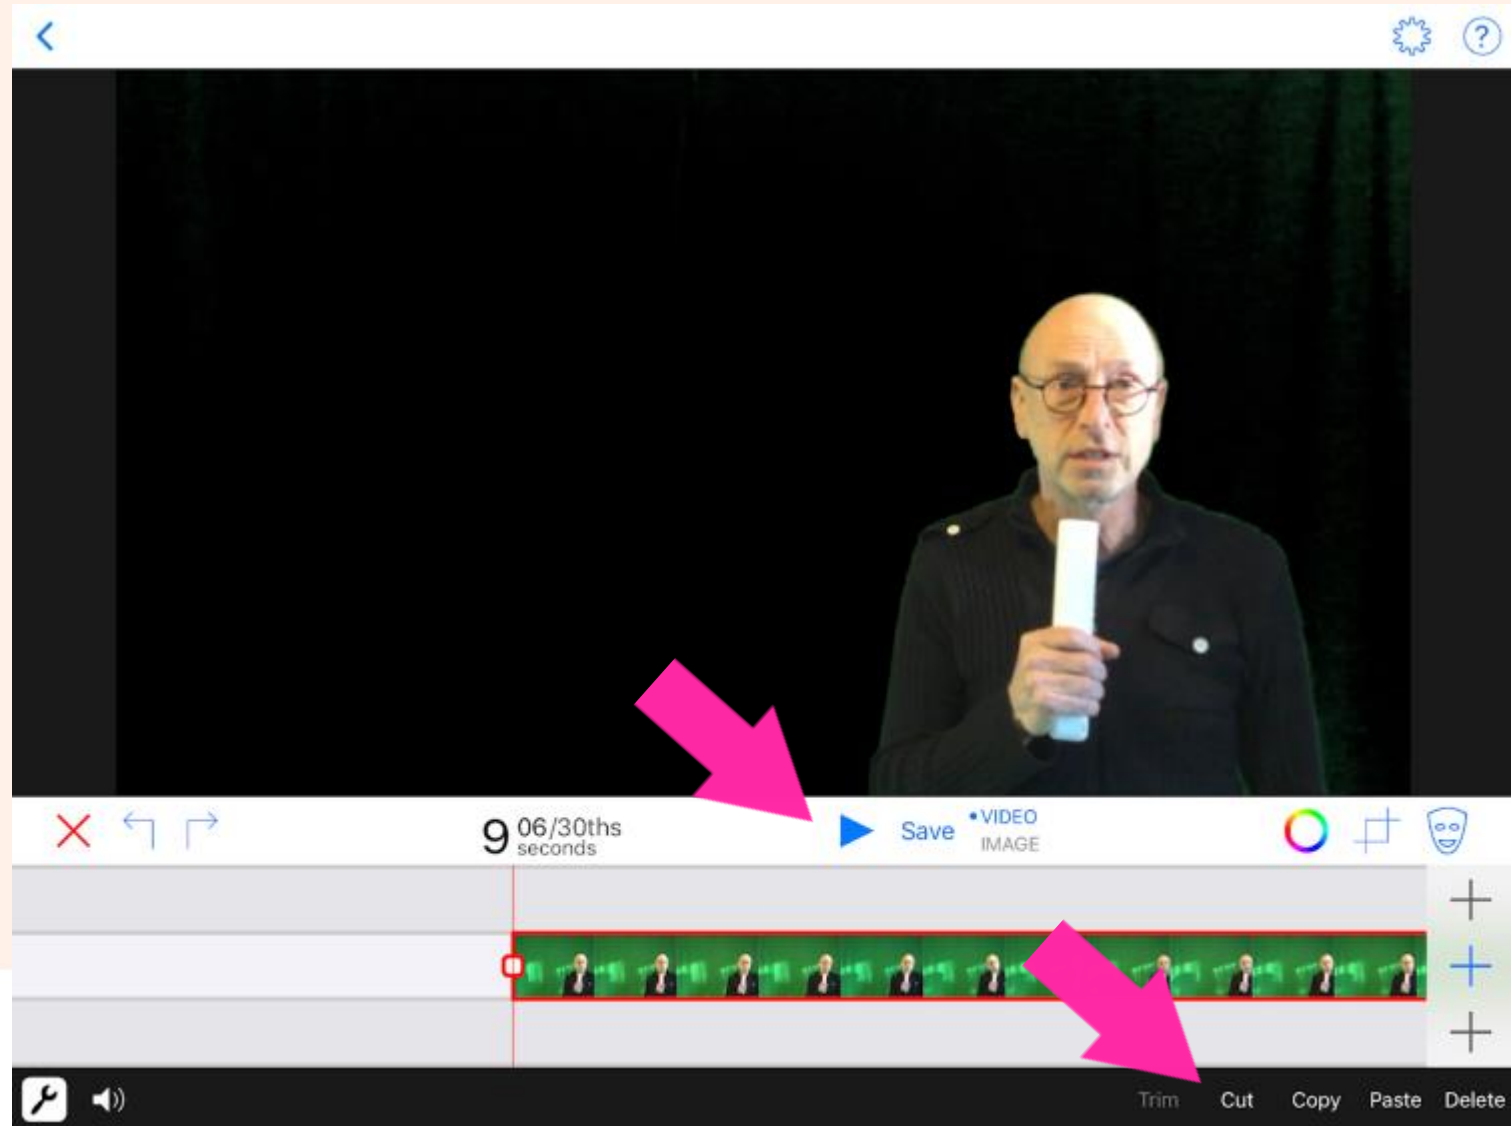 ?
9 06/30ths
seconds
Save
•VIDEO
IMAGE
Trim Cut Copy Paste Delete